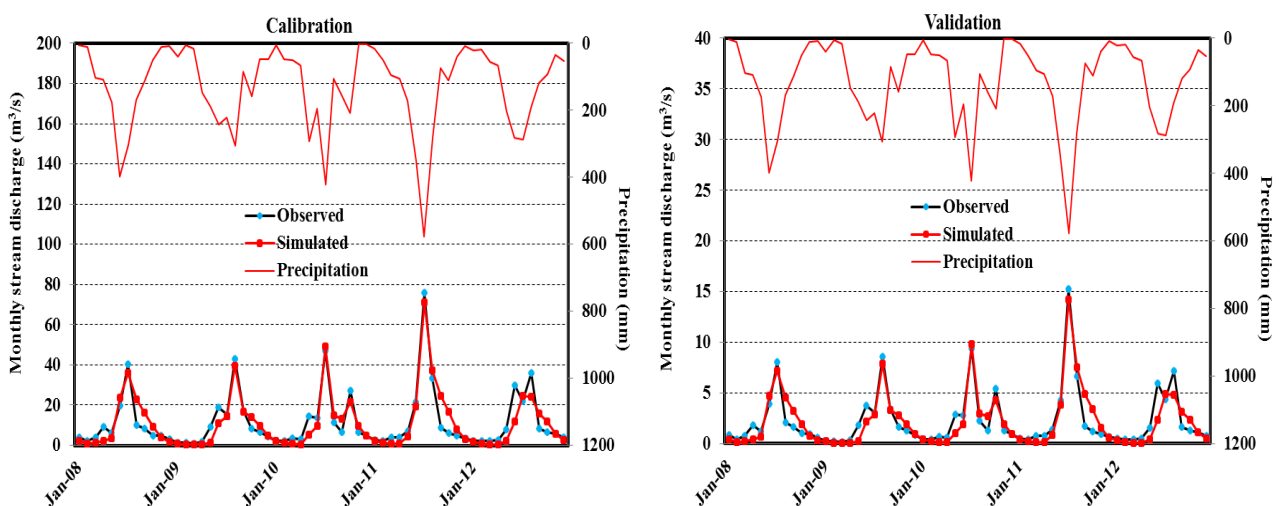 Calibration
Monthly stream discharge (m³/s)
200
180
160
140
120
100
80
60
40
20
0
0
200
400
600
800
1000
1200
Precipitation (mm)
Observed
Simulated
Precipitation
Jan-08
Jan-09
Jan-10
Jan-11
Jan-12
Validation
Monthly stream discharge (m³/s)
40
35
30
25
20
15
10
5
0
0
200
400
600
800
1000
1200
Precipitation (mm)
Observed
Simulated
Precipitation
Jan-08
Jan-09
Jan-10
Jan-11
Jan-12